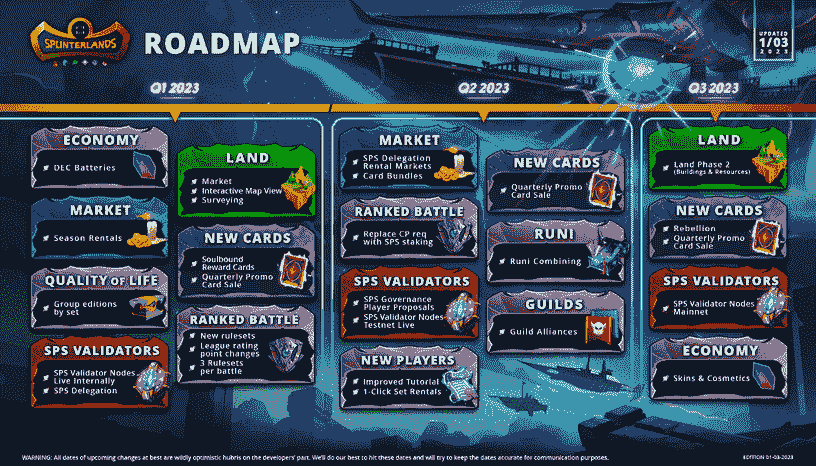 SPLINTERLANDS
ROADMAP
UPDATED
1/03
2023
Q1 2023
Q2 2023
Q3 2023
ECONOMY
DEC Batteries
MARKET
Season Rentals
QUALITY OF LIFE
Group editions
by set
SPS VALIDATORS
SPS Validator Nodes
Live Internally
SPS Delegation
LAND
Market
Interactive Map View
Surveying
NEW CARDS
Soulbound
Reward Cards
Quarterly Promo
Card Sale
RANKED BATTLE
New rulesets
League rating
point changes
3 Rulesets
per battle
MARKET
SPS Delegation
Rental Markets
Card Bundles
RANKED BATTLE
Replace CP req
with SPS staking
SPS VALIDATORS
SPS Governance
Player Proposals
SPS Validator Nodes
Testnet Live
NEW PLAYERS
Improved Tutorial
1-Click Set Rentals
NEW CARDS
Quarterly Promo
Card Sale
RUNI
Runi Combining
GUILDS
Guild Alliances
LAND
Land Phase 2
(Buildings & Resources)
NEW CARDS
Rebellion
Quarterly Promo
Card Sale
SPS VALIDATORS
SPS Validator Nodes
Mainnet
ECONOMY
Skins & Cosmetics
WARNING: All dates of upcoming changes at best are wildly optimistic hubris on the developers' part. We'll do our best to hit these dates and will try to keep the dates accurate for communication purposes.
EDITION 01-03-2023